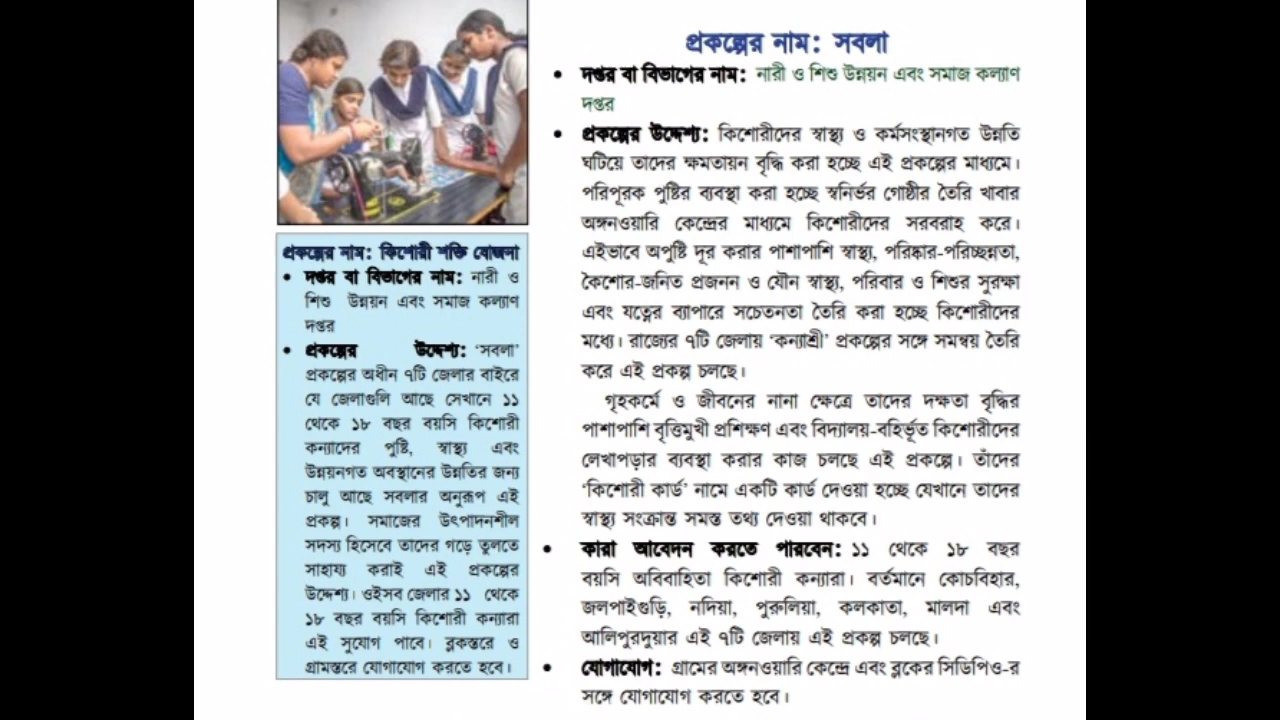 প্রকল্পের নাম: কিশোরী শক্তি যোজনা
• দপ্তর বা বিভাগের নাম: নারী ও
শিশু উন্নয়ন এবং সমাজ কল্যাণ
দপ্তর
• প্রকল্পের উদ্দেশ্য: ‘সবলা’
প্রকল্পের অধীন ৭টি জেলার বাইরে
যে জেলাগুলি আছে সেখানে ১১
থেকে ১৮ বছর বয়সি কিশোরী
কন্যাদের পুষ্টি, স্বাস্থ্য এবং
উন্নয়নগত অবস্থানের উন্নতির জন্য
চালু আছে সবলার অনুরূপ এই
প্রকল্প। সমাজের উৎপাদনশীল
সদস্য হিসেবে তাদের গড়ে তুলতে
সাহায্য করাই এই প্রকল্পের
উদ্দেশ্য। ওইসব জেলার ১১ থেকে
১৮ বছর বয়সি কিশোরী কন্যারা
এই সুযোগ পাবে। ব্লকস্তরে ও
গ্রামস্তরে যোগাযোগ করতে হবে।
প্রকল্পের নাম: সবলা
• দপ্তর বা বিভাগের নাম: নারী ও শিশু উন্নয়ন এবং সমাজ কল্যাণ
দপ্তর
• প্রকল্পের উদ্দেশ্য: কিশোরীদের স্বাস্থ্য ও কর্মসংস্থানগত উন্নতি
ঘটিয়ে তাদের ক্ষমতায়ন বৃদ্ধি করা হচ্ছে এই প্রকল্পের মাধ্যমে।
পরিপূরক পুষ্টির ব্যবস্থা করা হচ্ছে স্বনির্ভর গোষ্ঠীর তৈরি খাবার
অঙ্গনওয়ারি কেন্দ্রের মাধ্যমে কিশোরীদের সরবরাহ করে।
এইভাবে অপুষ্টি দূর করার পাশাপাশি স্বাস্থ্য, পরিষ্কার-পরিচ্ছন্নতা,
কৈশোর-জনিত প্রজনন ও যৌন স্বাস্থ্য, পরিবার ও শিশুর সুরক্ষা
এবং যত্নের ব্যাপারে সচেতনতা তৈরি করা হচ্ছে কিশোরীদের
মধ্যে। রাজ্যের ৭টি জেলায় ‘কন্যাশ্রী’ প্রকল্পের সঙ্গে সমন্বয় তৈরি
করে এই প্রকল্প চলছে।
গৃহকর্মে ও জীবনের নানা ক্ষেত্রে তাদের দক্ষতা বৃদ্ধির
পাশাপাশি বৃত্তিমুখী প্রশিক্ষণ এবং বিদ্যালয়-বহির্ভূত কিশোরীদের
লেখাপড়ার ব্যবস্থা করার কাজ চলছে এই প্রকল্পে। তাঁদের
‘কিশোরী কার্ড’ নামে একটি কার্ড দেওয়া হচ্ছে যেখানে তাদের
স্বাস্থ্য সংক্রান্ত সমস্ত তথ্য দেওয়া থাকবে।
• কারা আবেদন করতে পারবেন: ১১ থেকে ১৮ বছর
বয়সি অবিবাহিতা কিশোরী কন্যারা। বর্তমানে কোচবিহার,
জলপাইগুড়ি, নদিয়া, পুরুলিয়া, কলকাতা, মালদা এবং
আলিপুরদুয়ার এই ৭টি জেলায় এই প্রকল্প চলছে।
• যোগাযোগ: গ্রামের অঙ্গনওয়ারি কেন্দ্রে এবং ব্লকের সিডিপিও-র
সঙ্গে যোগাযোগ করতে হবে।